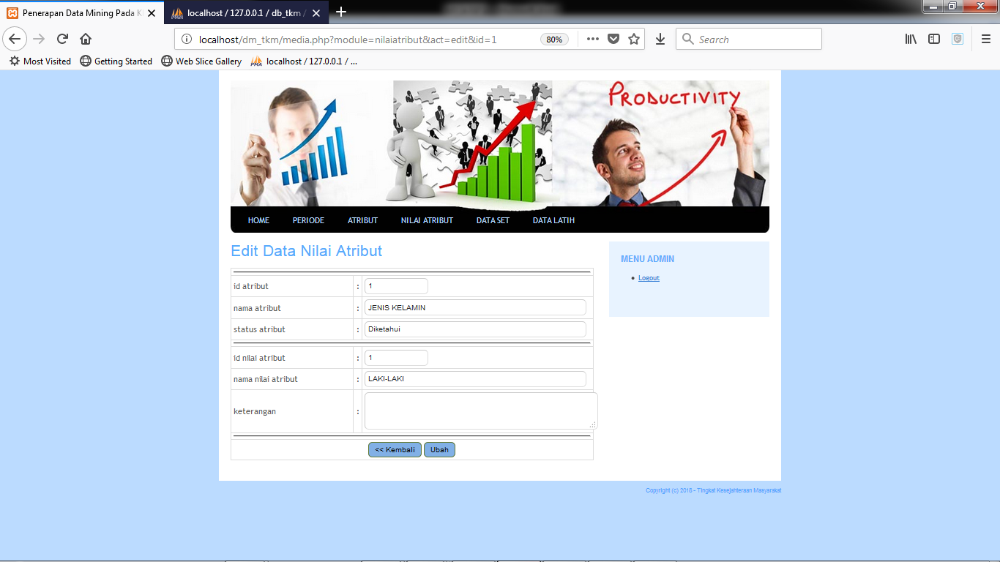 Penerapan Data Mining Pada K
localhost / 127.0.0.1 / db_tkm /
localhost/dm_tkm/media.php?module=nilaiatribut&act=edit&id=1
80%
Search
Most Visited
Getting Started
Web Slice Gallery
PMA
localhost / 127.0.0.1 / ...
PRODUCTIVITY
HOME
PERIODE
ATRIBUT
NILAI ATRIBUT
DATA SET
DATA LATIH
Edit Data Nilai Atribut
id atribut : 1
nama atribut : JENIS KELAMIN
status atribut : Diketahui
id nilai atribut : 1
nama nilai atribut : LAKI-LAKI
keterangan :
<< Kembali
Ubah
MENU ADMIN
Logout
Copyright (c) 2018 - Tingkat Kesejahteraan Masyarakat